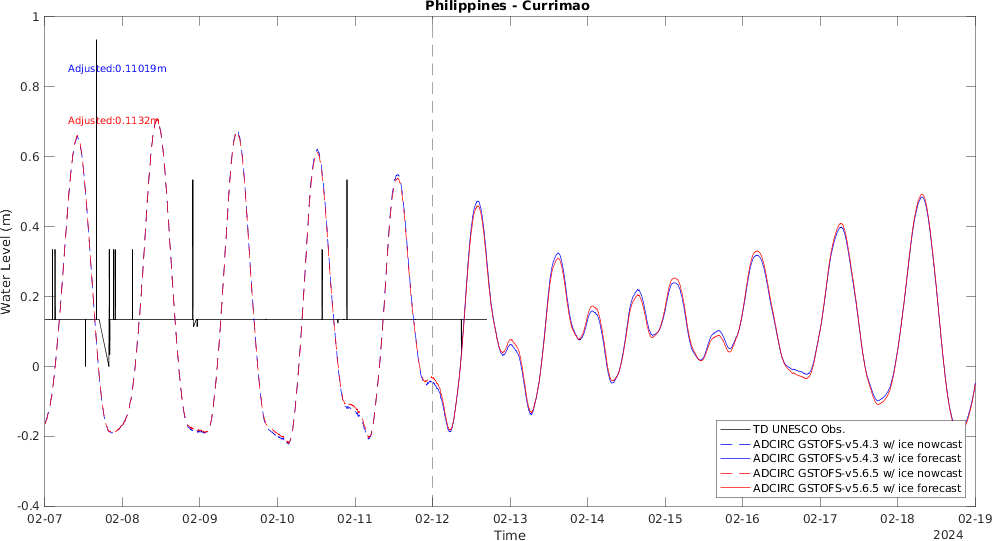 Philippines - Currimao
1
0.8
0.6
0.4
0.2
0
-0.2
-0.4
Water Level (m)
Adjusted:0.11019m
Adjusted:0.1132m
TD UNESCO Obs.
ADCIRC GSTOFS-v5.4.3 w/ ice nowcast
ADCIRC GSTOFS-v5.4.3 w/ ice forecast
ADCIRC GSTOFS-v5.6.5 w/ ice nowcast
ADCIRC GSTOFS-v5.6.5 w/ ice forecast
02-07 02-08 02-09 02-10 02-11 02-12 02-13 02-14 02-15 02-16 02-17 02-18 02-19
Time
2024